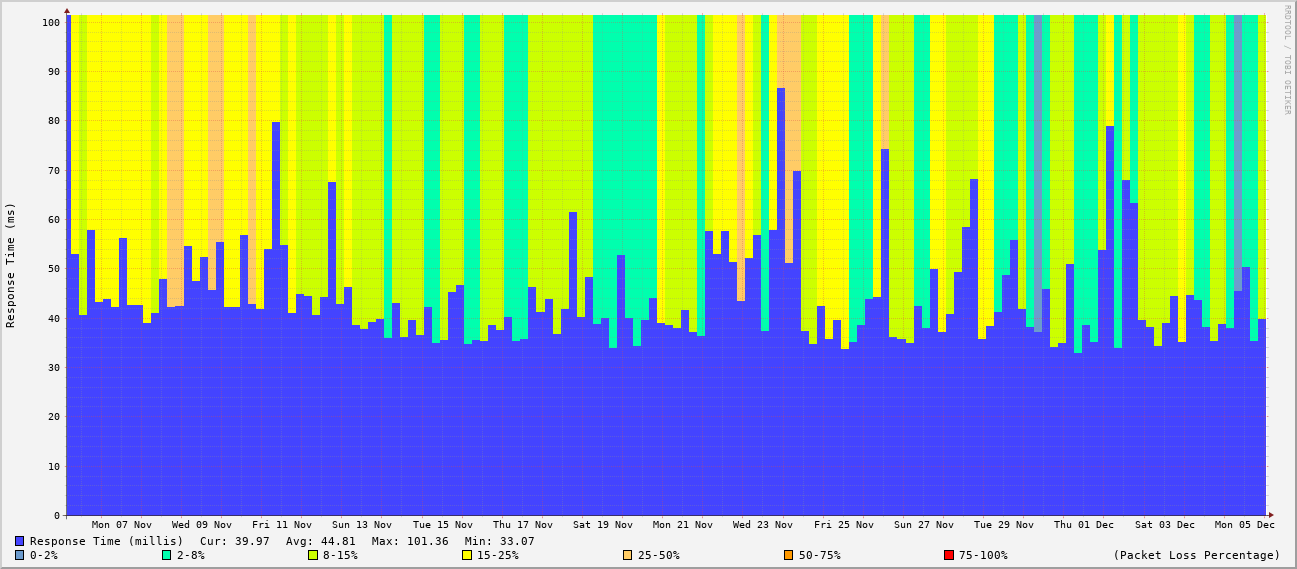 RRDTOOL / TOBI OETIKER
Response Time (ms)
100
90
80
70
60
50
40
30
20
10
0
Mon 07 Nov Wed 09 Nov Fri 11 Nov Sun 13 Nov Tue 15 Nov Thu 17 Nov Sat 19 Nov Mon 21 Nov Wed 23 Nov Fri 25 Nov Sun 27 Nov Tue 29 Nov Thu 01 Dec Sat 03 Dec Mon 05 Dec
Response Time (millis) Cur: 39.97 Avg: 44.81 Max: 101.36 Min: 33.07
0-2% 2-8% 8-15% 15-25% 25-50% 50-75% 75-100% (Packet Loss Percentage)